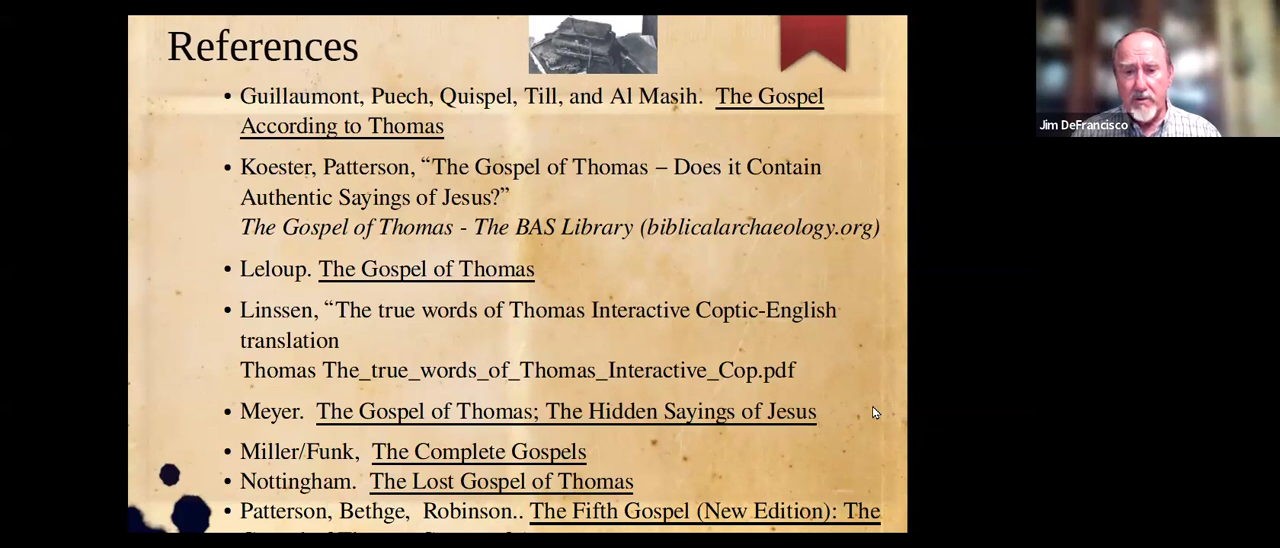 References
• Guillaumont, Puech, Quispel, Till, and Al Masih. The Gospel
According to Thomas
• Koester, Patterson, “The Gospel of Thomas – Does it Contain
Authentic Sayings of Jesus?”
The Gospel of Thomas - The BAS Library (biblicalarchaeology.org)
• Leloup. The Gospel of Thomas
• Linssen, “The true words of Thomas Interactive Coptic-English
translation
Thomas The_true_words_of_Thomas_Interactive_Cop.pdf
• Meyer. The Gospel of Thomas; The Hidden Sayings of Jesus
• Miller/Funk, The Complete Gospels
• Nottingham. The Lost Gospel of Thomas
• Patterson, Bethge, Robinson.. The Fifth Gospel (New Edition): The
Jim DeFrancisco